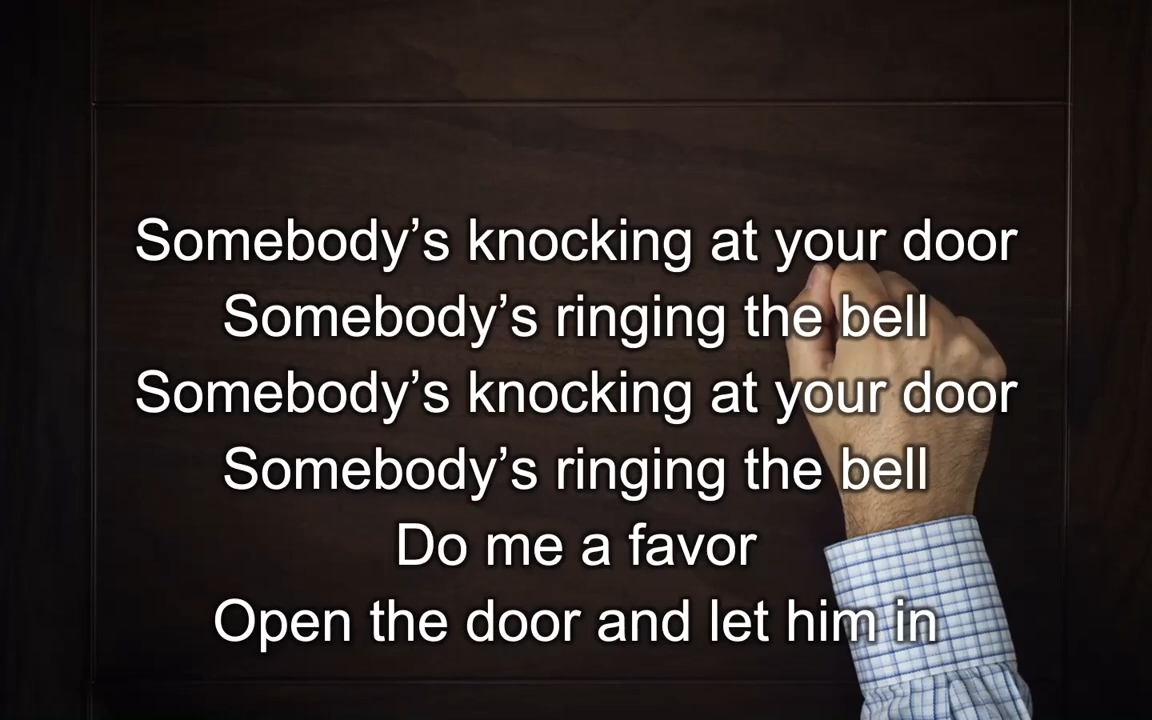 Somebody’s knocking at your door
Somebody’s ringing the bell
Somebody’s knocking at your door
Somebody’s ringing the bell
Do me a favor
Open the door and let him in